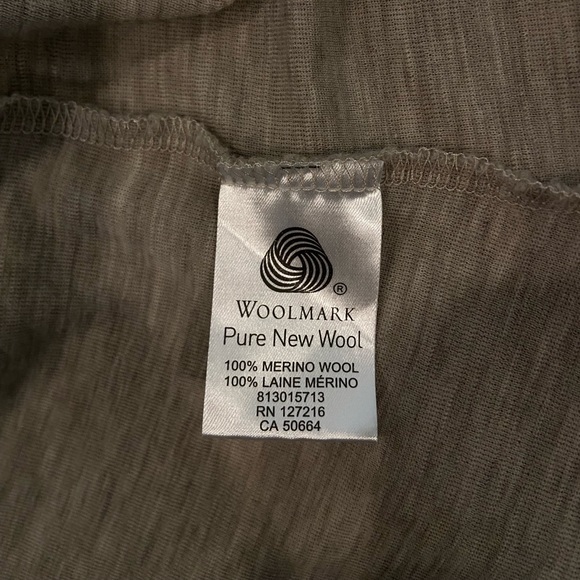 ®
WOOLMARK
Pure New Wool
100% MERINO WOOL
100% LAINE MÉRINO
813015713
RN 127216
CA 50664